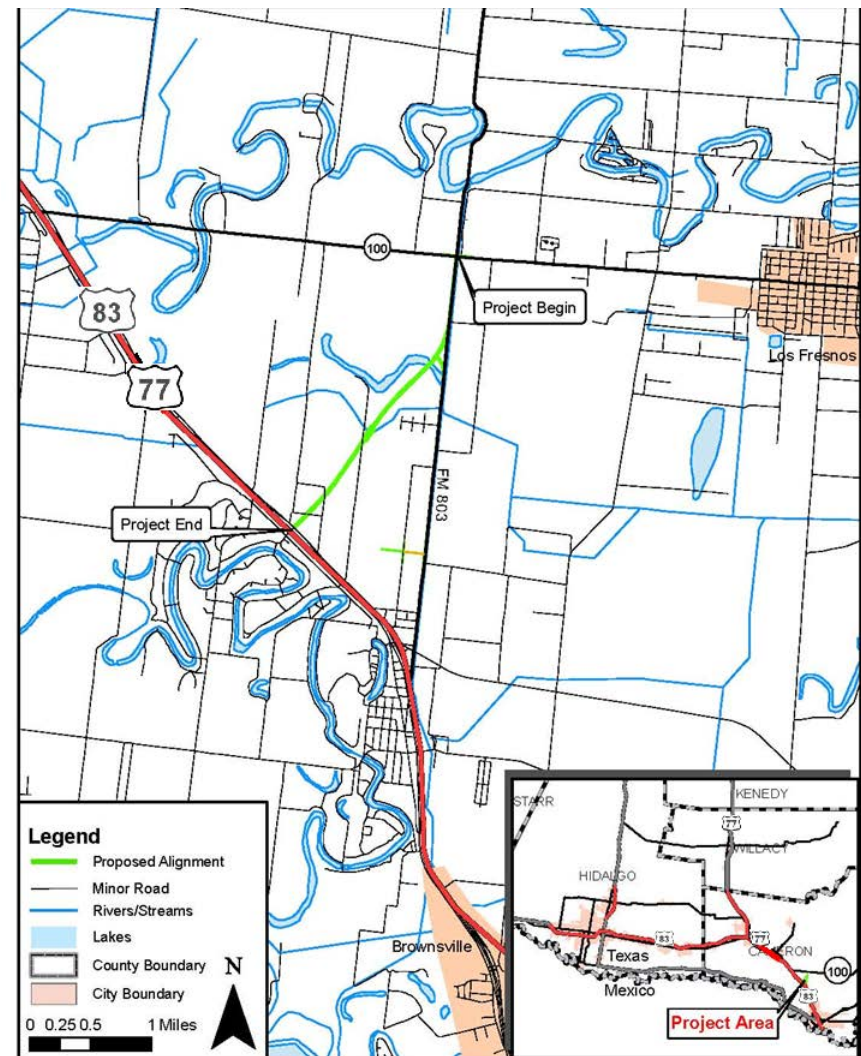 100
Project Begin
83
Los Fresnos
77
FM 803
Project End
Brownsville
Legend
Proposed Alignment
Minor Road
Rivers/Streams
Lakes
County Boundary
City Boundary
N
0 0.25 0.5 1 Miles
STARR
KENEDY
77
WILLACY
HIDALGO
83
77
CAMERON
Texas
100
Mexico
83
Project Area